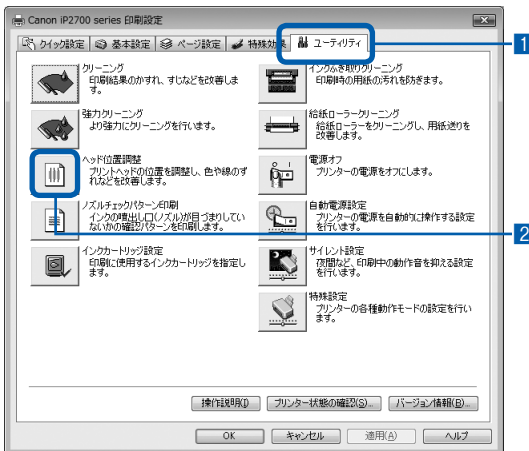 Canon iP2700 series 印刷設定
クイック設定 基本設定 ページ設定 特殊効果 ユーティリティ
1
クリーニング
印刷結果のかすれ、すじなどを改善しま
す。
インクふき取りクリーニング
印刷時の用紙の汚れを防ぎます。
強力クリーニング
より強力にクリーニングを行います。
給紙ローラークリーニング
給紙ローラーをクリーニングし、用紙送りを
改善します。
ヘッド位置調整
プリントヘッドの位置を調整し、色や線のず
れなどを改善します。
電源オフ
プリンターの電源をオフにします。
ノズルチェックパターン印刷
インクの噴出し口(ノズル)が目づまりしてい
ないかの確認パターンを印刷します。
自動電源設定
プリンターの電源を自動的に操作する設定
を行います。
2
インクカートリッジ設定
印刷に使用するインクカートリッジを指定し
ます。
サイレント設定
夜間など、印刷中の動作音を抑える設定
を行います。
特殊設定
プリンターの各種動作モードの設定を行い
ます。
操作説明(I) プリンター状態の確認(S)... バージョン情報(B)...
OK キャンセル 適用(A) ヘルプ